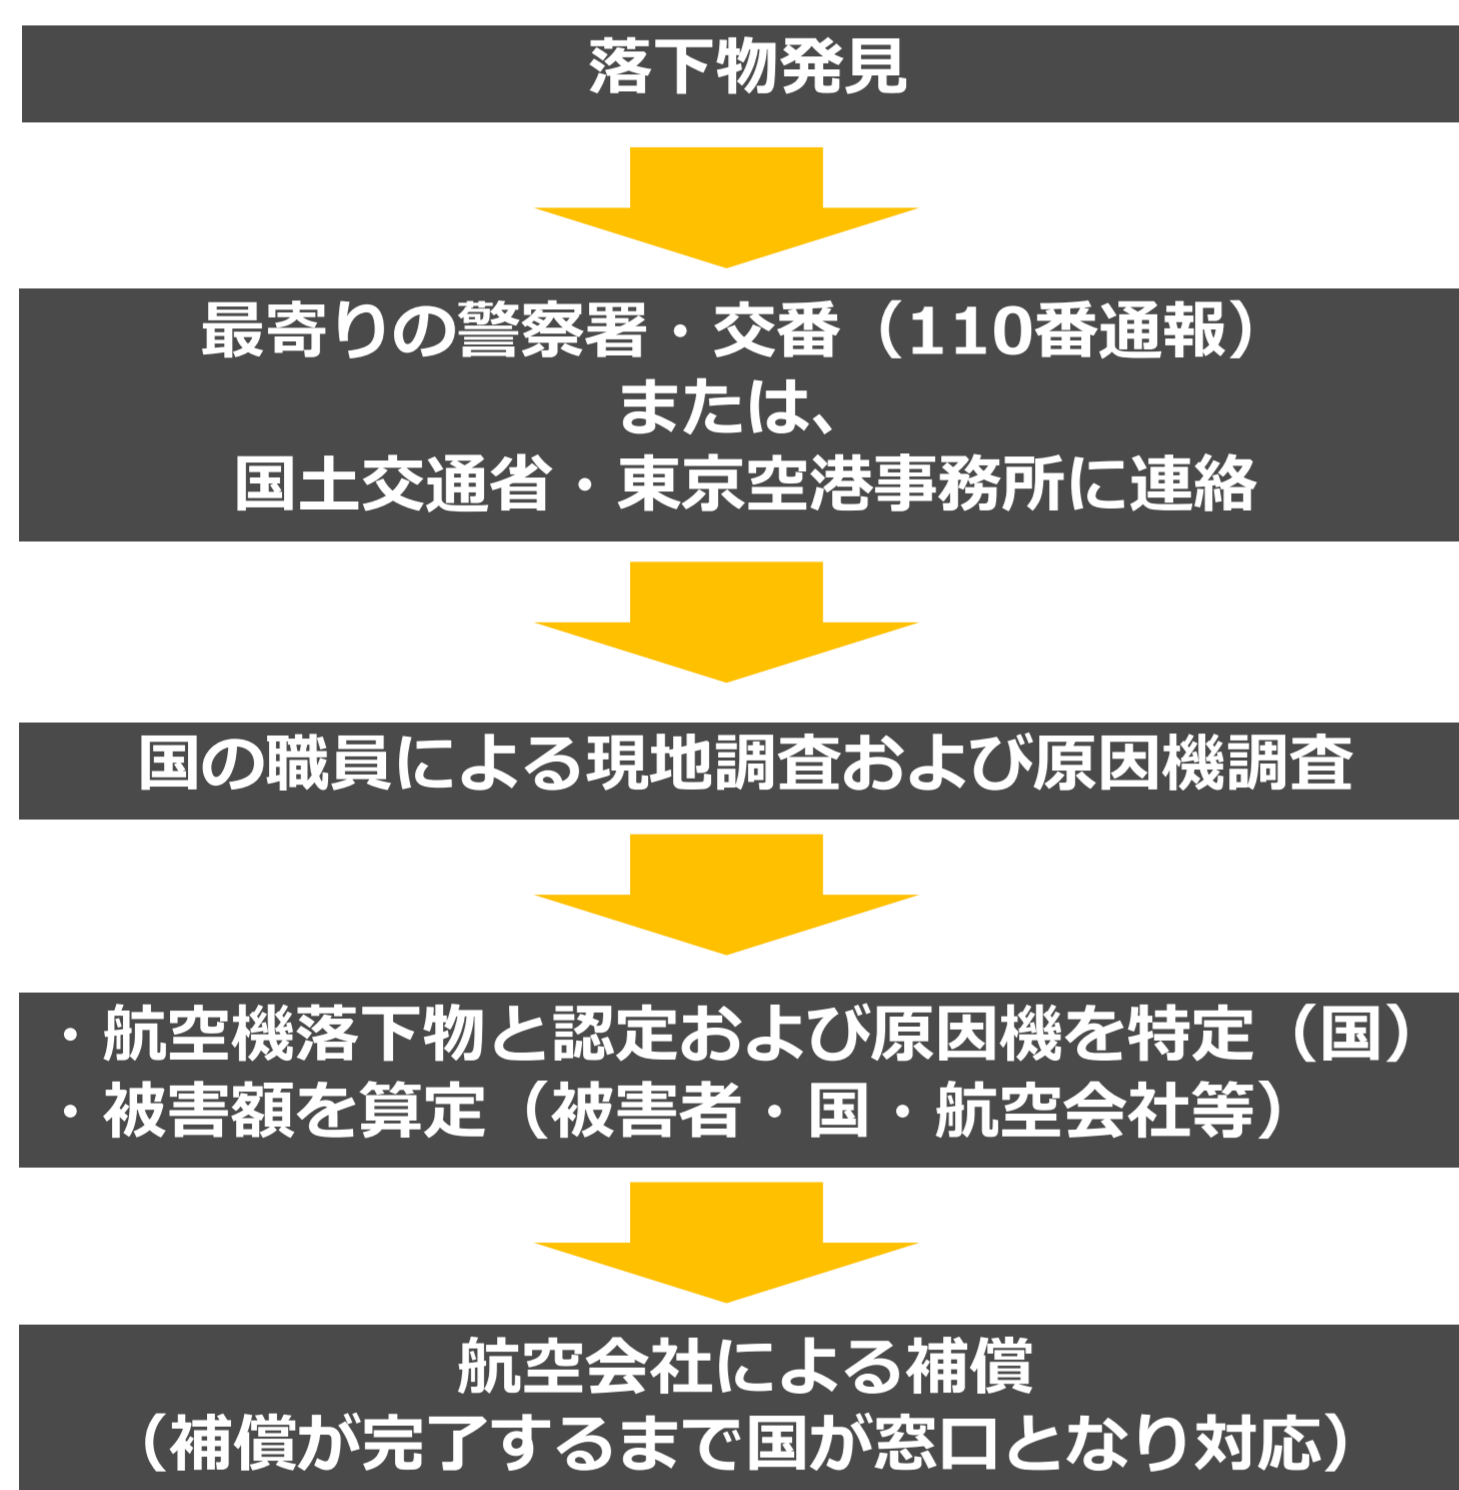 落下物発見
最寄りの警察署・交番（110番通報）
または、
国土交通省・東京空港事務所に連絡
国の職員による現地調査および原因機調査
・航空機落下物と認定および原因機を特定（国）
・被害額を算定（被害者・国・航空会社等）
航空会社による補償
（補償が完了するまで国が窓口となり対応）